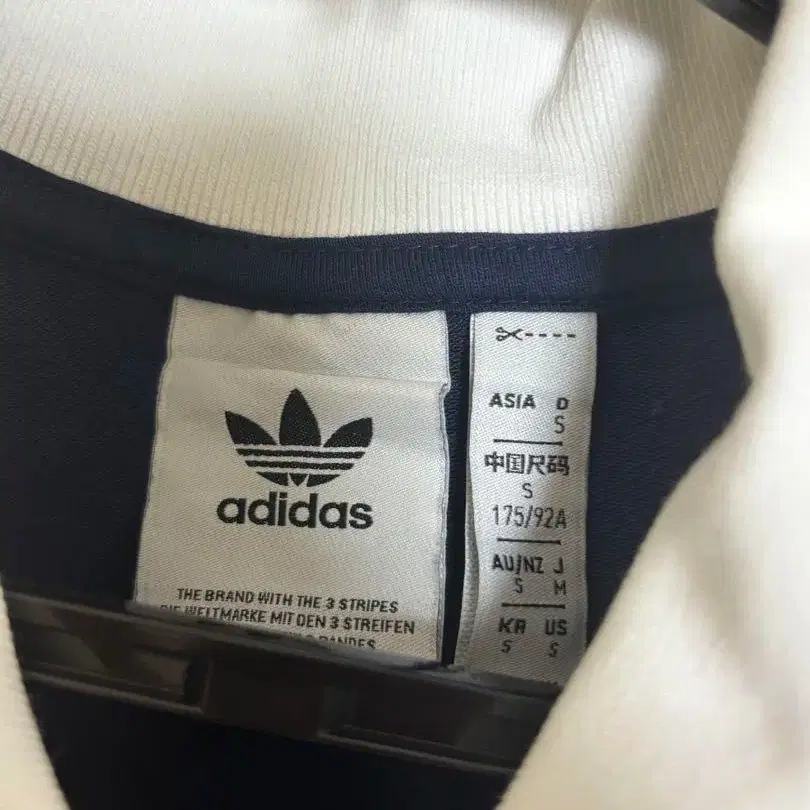 adidas
THE BRAND WITH THE 3 STRIPES
DIE WELTMARKE MIT DEN 3 STREIFEN
ASIA D
S
中国尺码
S
175/92A
AU/NZ J
S M
KR US
S S